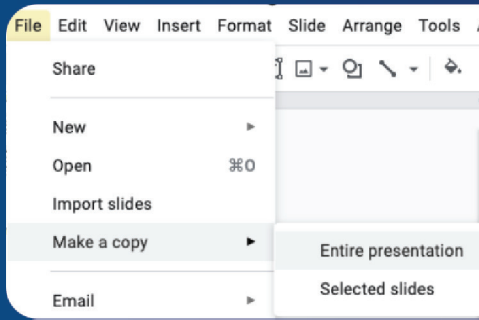 File Edit View Insert Format Slide Arrange Tools
Share
New
Open ⌘O
Import slides
Make a copy
Entire presentation
Selected slides
Email